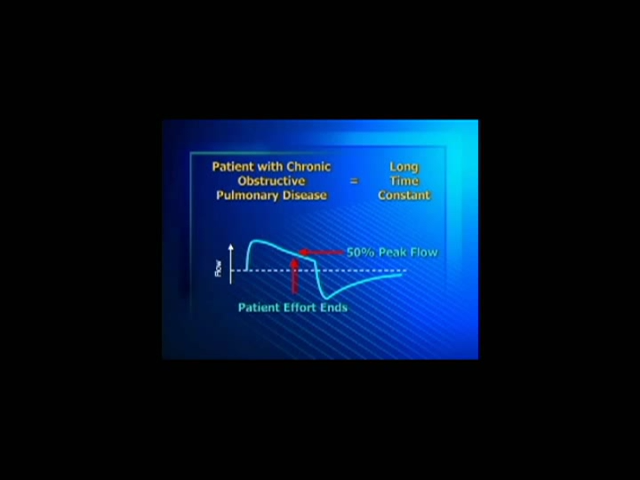 Patient with Chronic
Obstructive
Pulmonary Disease
=
Long
Time
Constant
Flow
50% Peak Flow
Patient Effort Ends